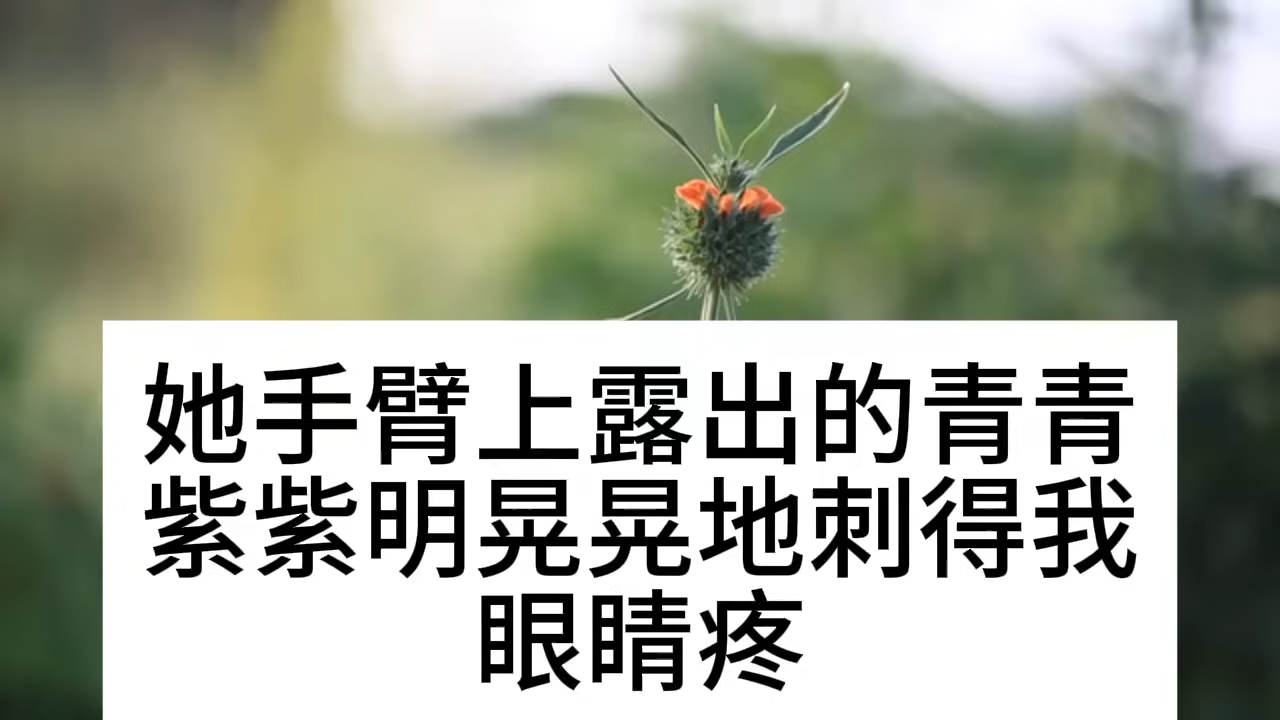 她手臂上露出的青青
紫紫明晃晃地刺得我
眼睛疼